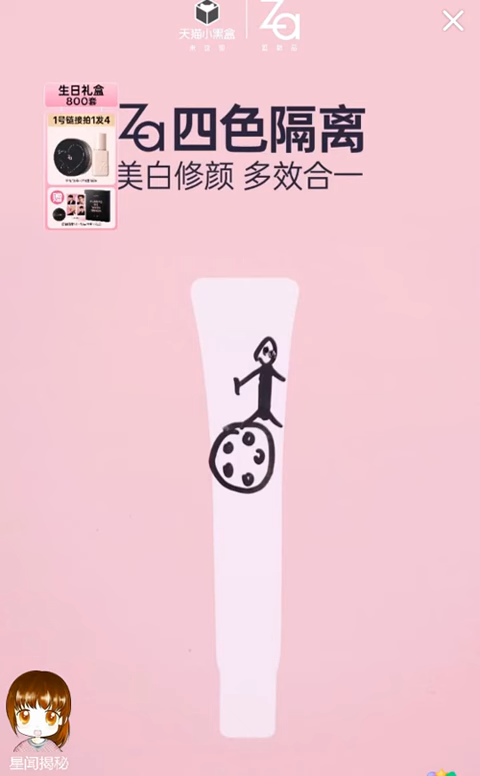 天猫小黑盒
Za
生日礼盒
800套
1号链接拍1发4
赠
Za 四色隔离
美白修颜 多效合一
星闻揭秘